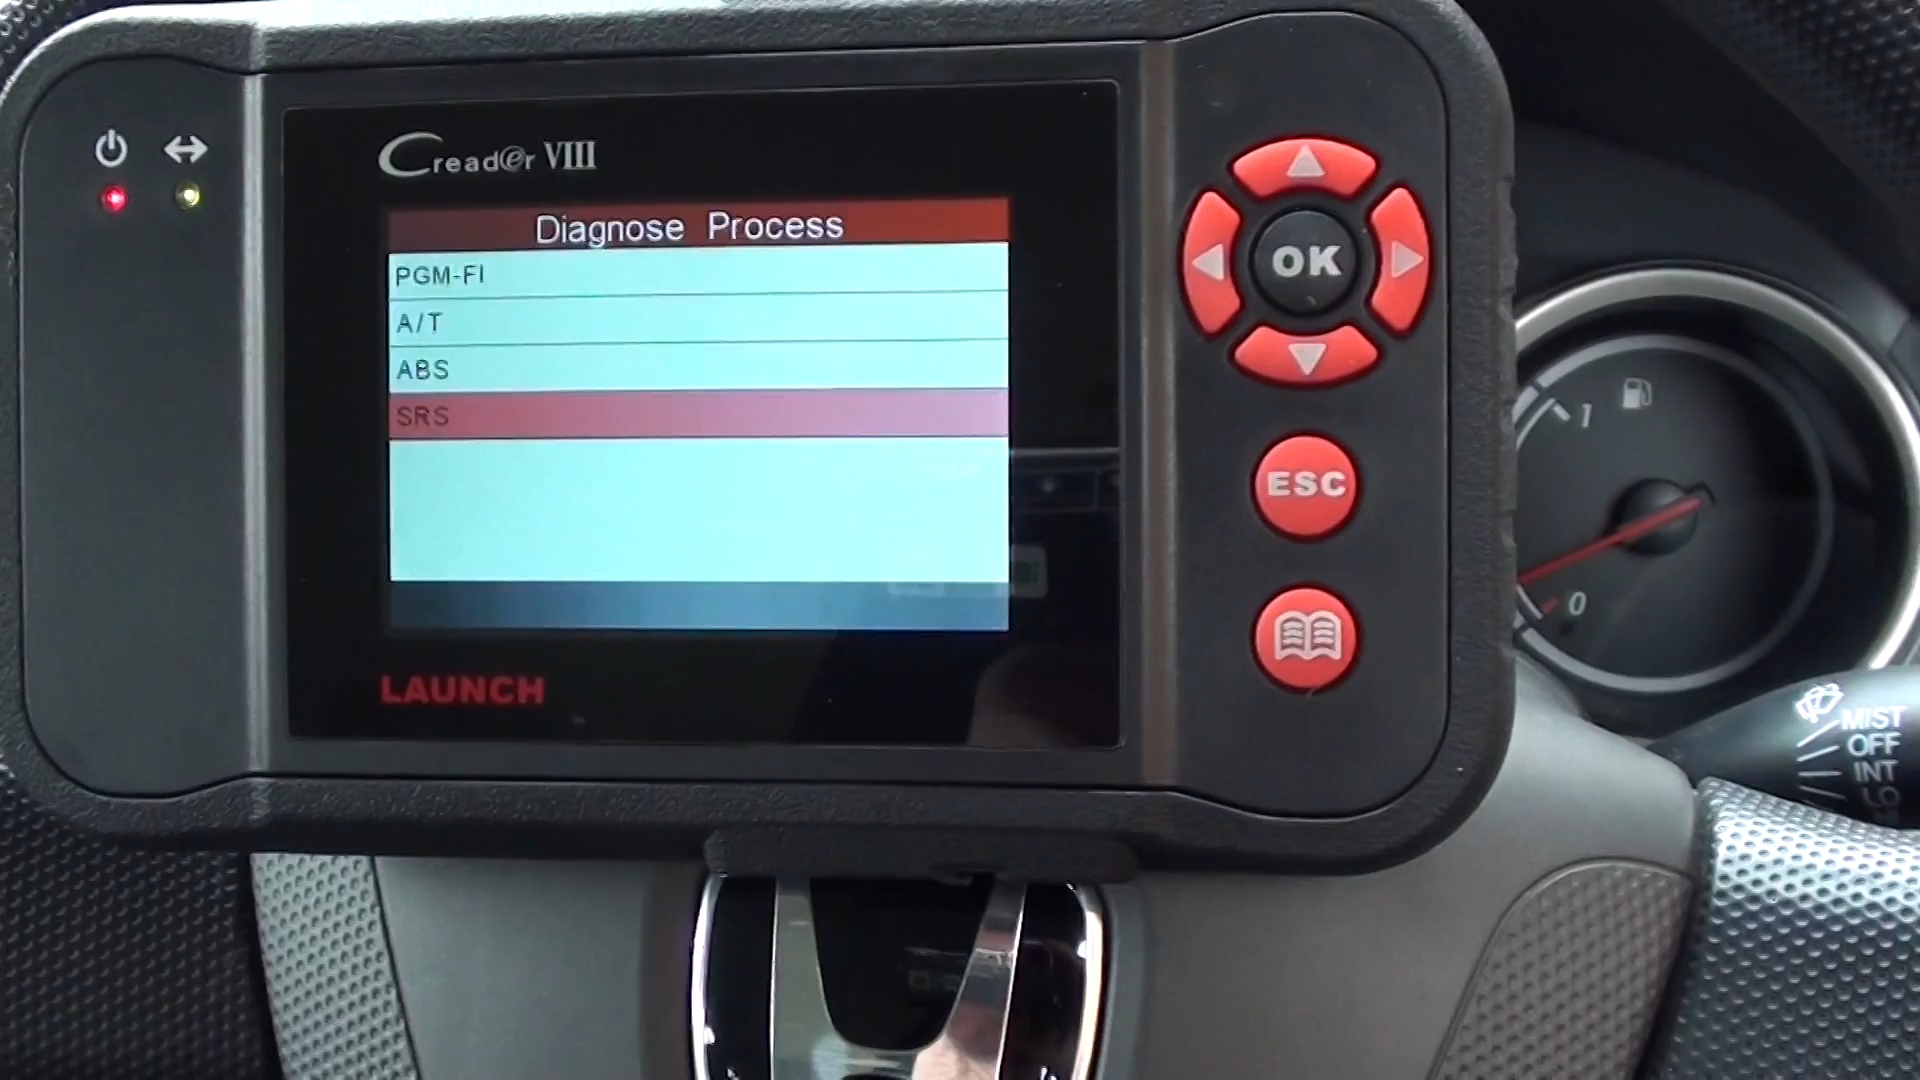 Creader VIII
Diagnose Process
PGM-FI
A/T
ABS
SRS
LAUNCH
OK
ESC
1
0
MIST
OFF
INT